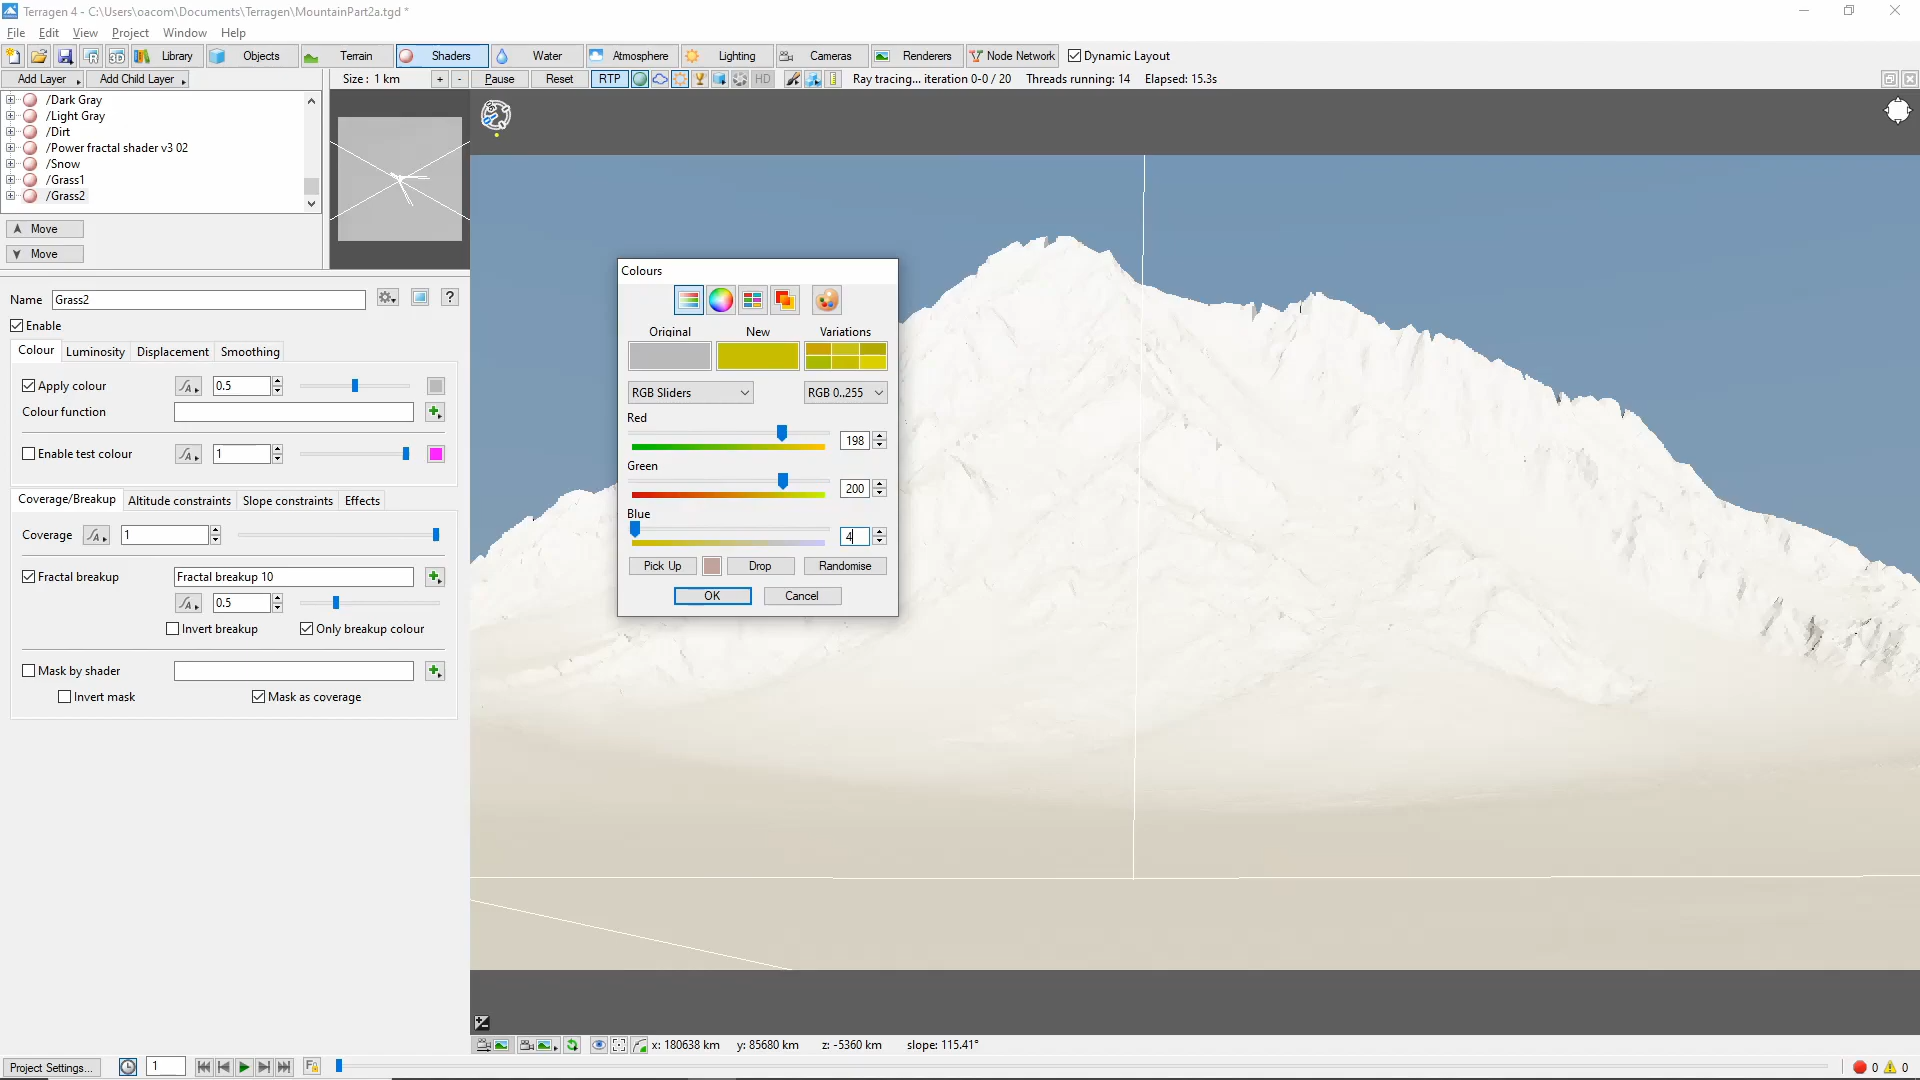 Terragen 4 - C:\Users\oacom\Documents\Terragen\MountainPart2a.tgd *
File Edit View Project Window Help
Library Objects Terrain Shaders Water Atmosphere Lighting Cameras Renderers Node Network Dynamic Layout
Add Layer Add Child Layer Size : 1 km + - Pause Reset RTP HD Ray tracing... iteration 0-0 / 20 Threads running: 14 Elapsed: 15.3s
/Dark Gray
/Light Gray
/Dirt
/Power fractal shader v3 02
/Snow
/Grass1
/Grass2
Move
Move
Name Grass2 ?
Enable
Colour Luminosity Displacement Smoothing
Apply colour 0.5
Colour function
Enable test colour 1
Coverage/Breakup Altitude constraints Slope constraints Effects
Coverage 1
Fractal breakup Fractal breakup 10
0.5
Invert breakup Only breakup colour
Mask by shader
Invert mask Mask as coverage
Colours
Original New Variations
RGB Sliders RGB 0..255
Red
198
Green
200
Blue
4
Pick Up Drop Randomise
OK Cancel
x: 180638 km y: 85680 km z: -5360 km slope: 115.41°
Project Settings... 1 0 0